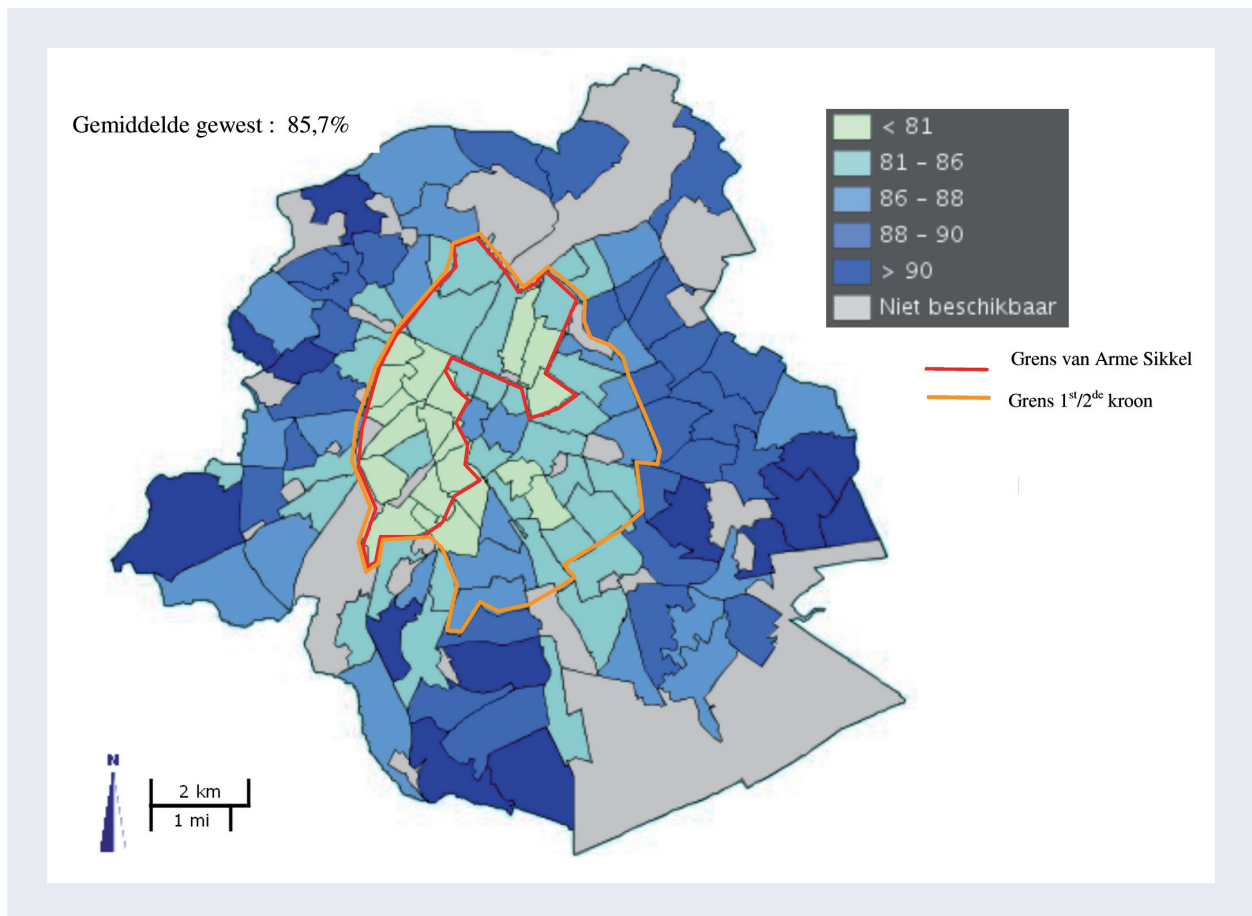 Gemiddelde gewest : 85,7%
< 81
81 – 86
86 – 88
88 – 90
> 90
Niet beschikbaar
Grens van Arme Sikkel
Grens 1st/2de kroon
N
2 km
1 mi